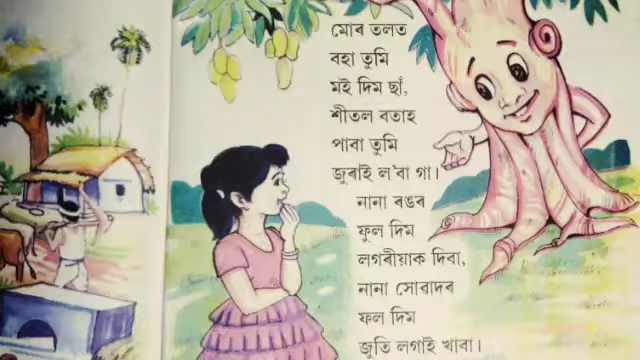 মোৰ তলত
বহা তুমি
মই দিম ছাঁ,
শীতল বতাহ
পাবা তুমি
জুৰাই ল'বা গা।
নানা ৰঙৰ
ফুল দিম
লগৰীয়াক দিবা,
নানা সোৱাদৰ
ফল দিম
জুতি লগাই খাবা।